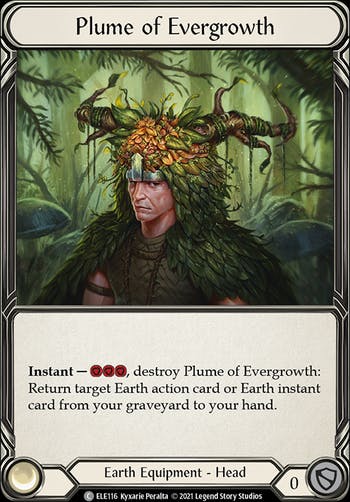 Plume of Evergrowth
Instant — , destroy Plume of Evergrowth:
Return target Earth action card or Earth instant
card from your graveyard to your hand.
Earth Equipment - Head
0
C ELE116 Kyxarie Peralta © 2021 Legend Story Studios